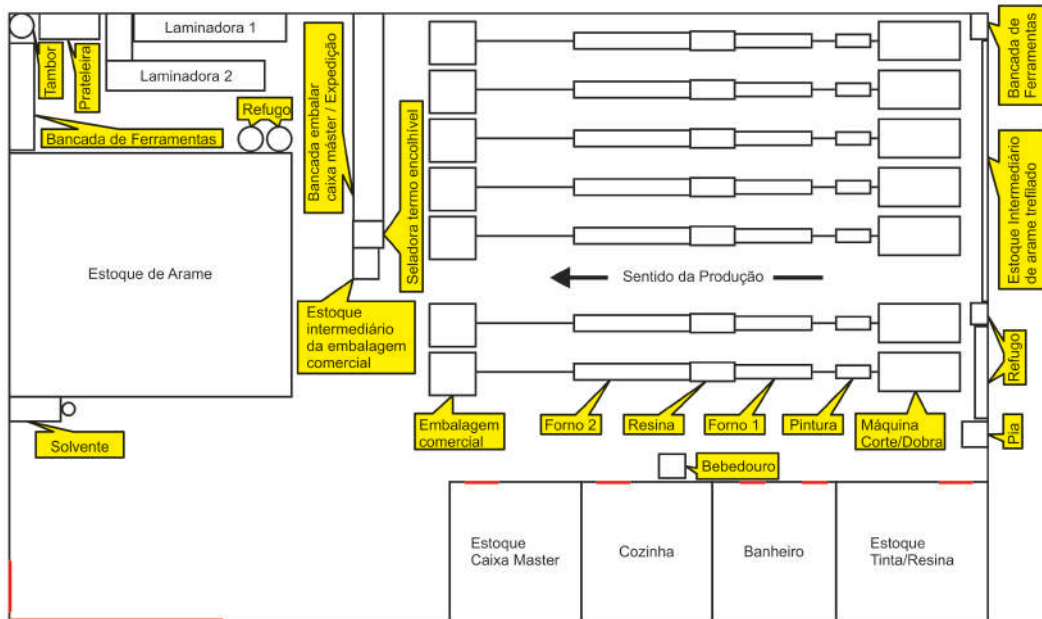 Laminadora 1
Laminadora 2
Tambor
Prateleira
Refugo
Bancada de Ferramentas
Bancada embalar
caixa máster / Expedição
Seladora termo encolhível
Bancada de
Ferramentas
Estoque Intermediário
de arame trefilado
Estoque de Arame
Sentido da Produção
Estoque
intermediário
da embalagem
comercial
Refugo
Solvente
Embalagem
comercial
Forno 2
Resina
Forno 1
Pintura
Máquina
Corte/Dobra
Pia
Bebedouro
Estoque
Caixa Master
Cozinha
Banheiro
Estoque
Tinta/Resina